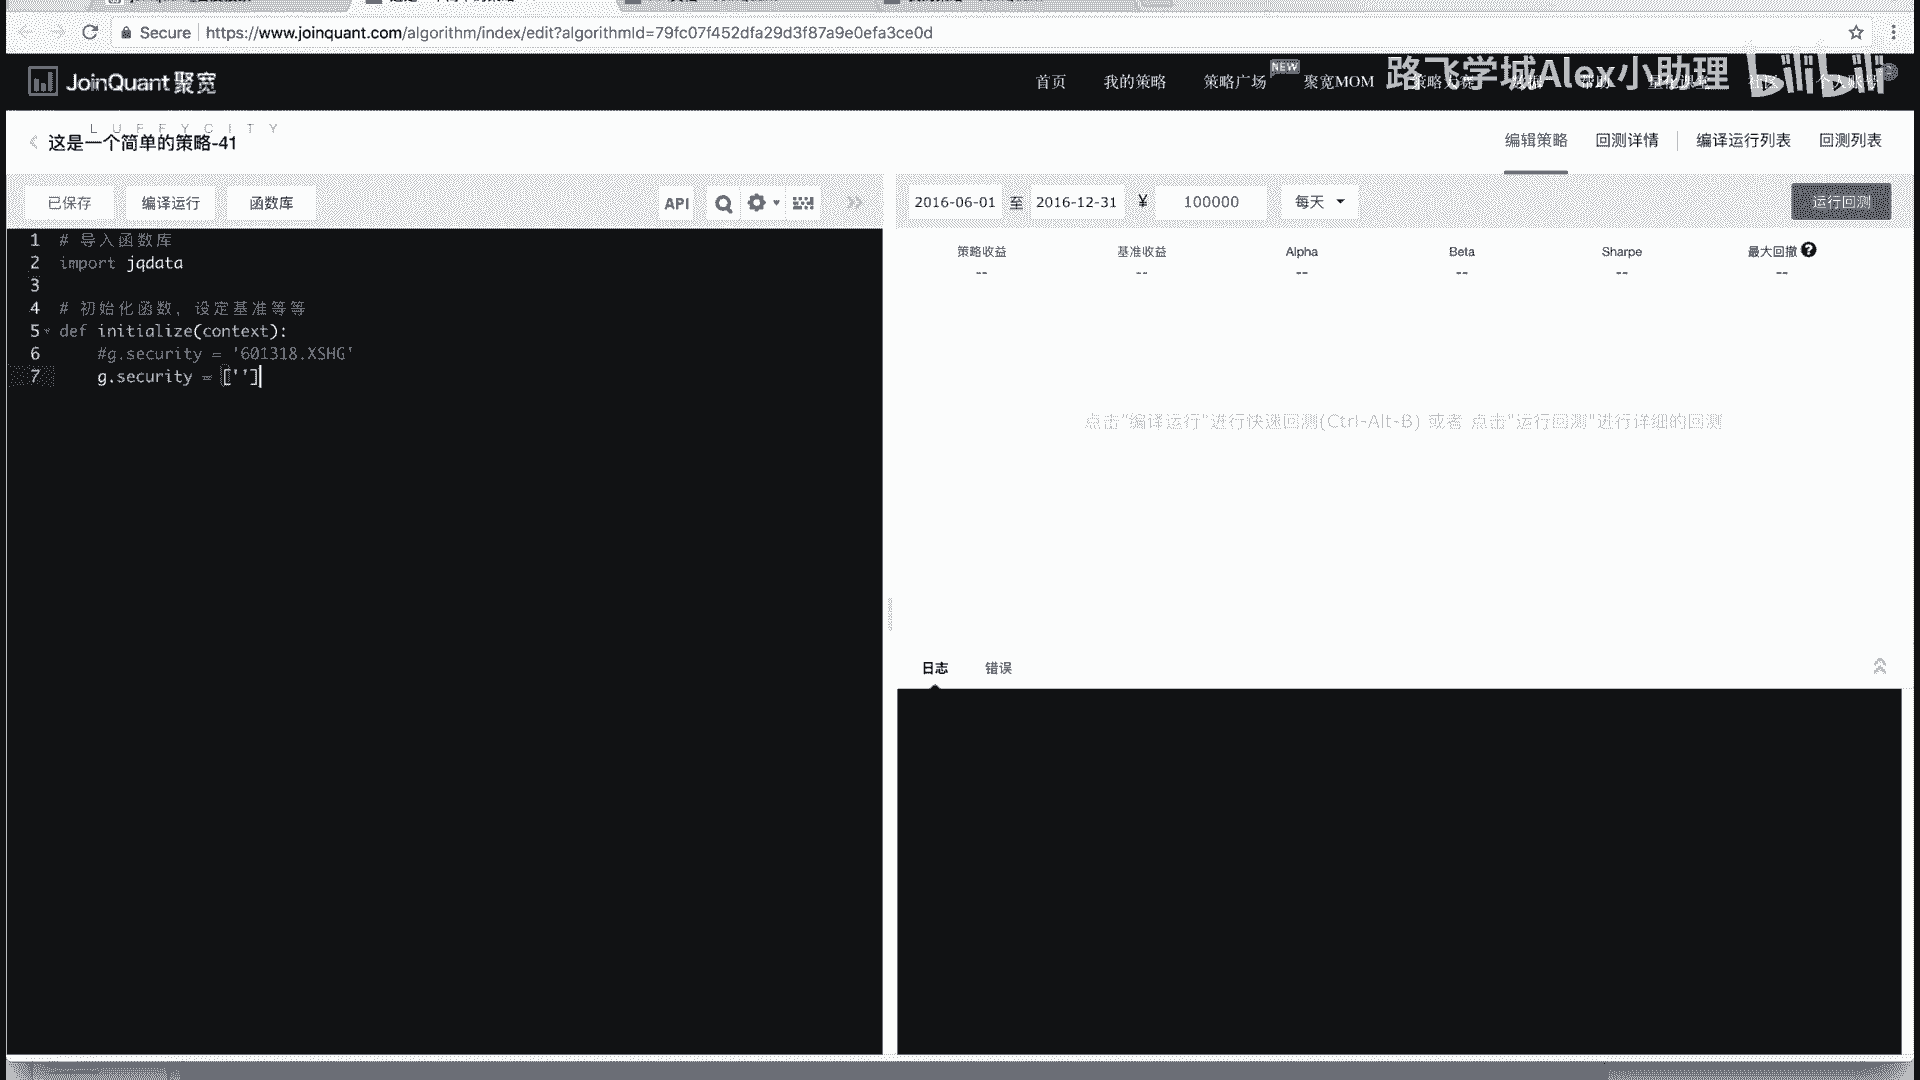 Secure https://www.joinquant.com/algorithm/index/edit?algorithmId=79fc07f452dfa29d3f87a9e0efa3ce0d
JoinQuant 聚宽
首页 我的策略 策略广场 NEW 聚宽MOM
路飞学城Alex小助理 bilibili
LUFFYCITY
这是一个简单的策略-41
编辑策略 回测详情 编译运行列表 回测列表
已保存 编译运行 函数库 API
2016-06-01 至 2016-12-31 ¥ 100000 每天 运行回测
1 # 导入函数库
2 import jqdata
3
4 # 初始化函数, 设定基准等等
5 def initialize(context):
6 #g.security = '601318.XSHG'
7 g.security = ['']
策略收益 基准收益 Alpha Beta Sharpe 最大回撤
-- -- -- -- -- --
点击"编译运行"进行快速回测(Ctrl-Alt-B) 或者 点击"运行回测"进行详细的回测
日志 错误